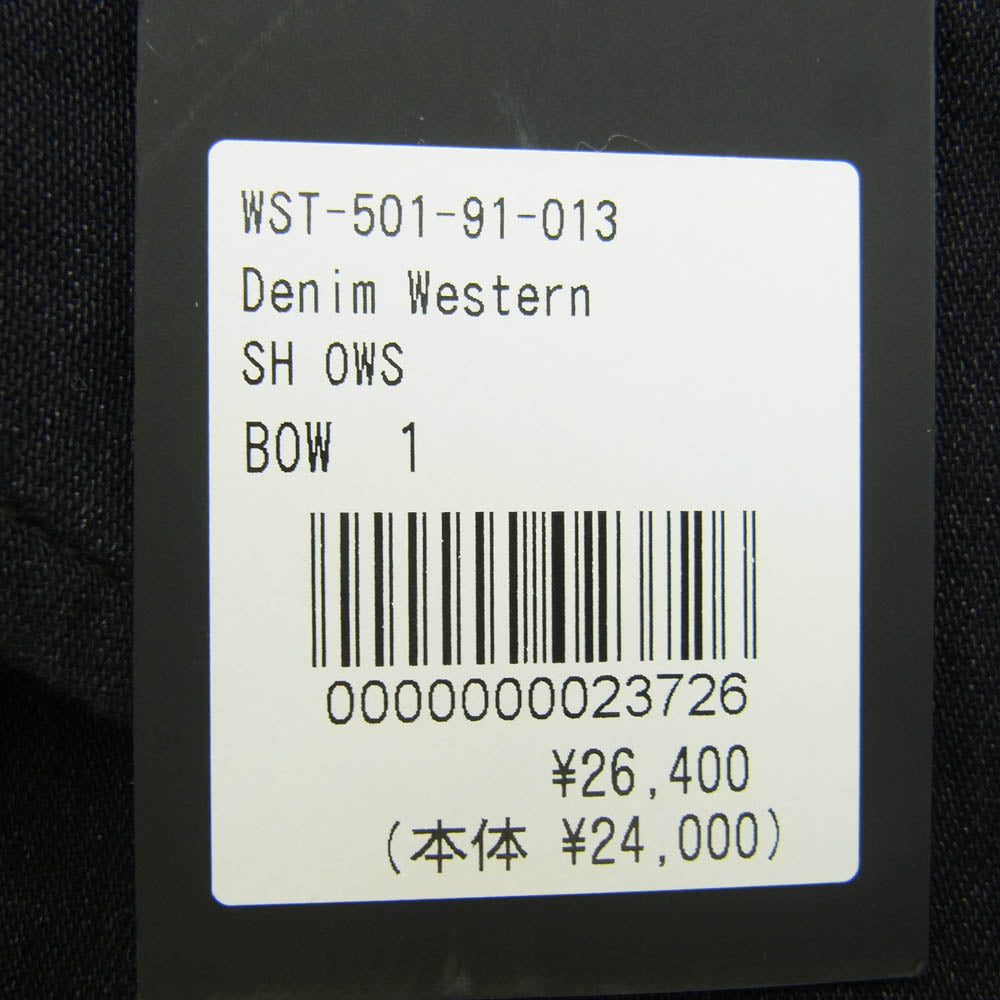 WST-501-91-013
Denim Western
SH OWS
BOW 1
0000000023726
¥26,400
(本体 ¥24,000)